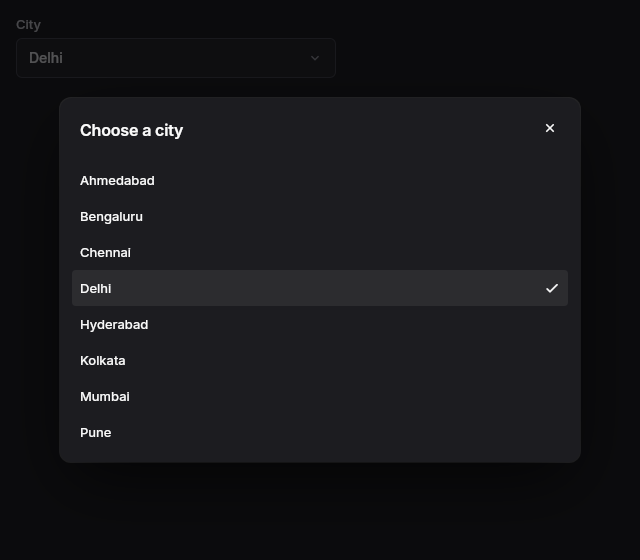 City
Delhi
Choose a city
Ahmedabad
Bengaluru
Chennai
Delhi
Hyderabad
Kolkata
Mumbai
Pune